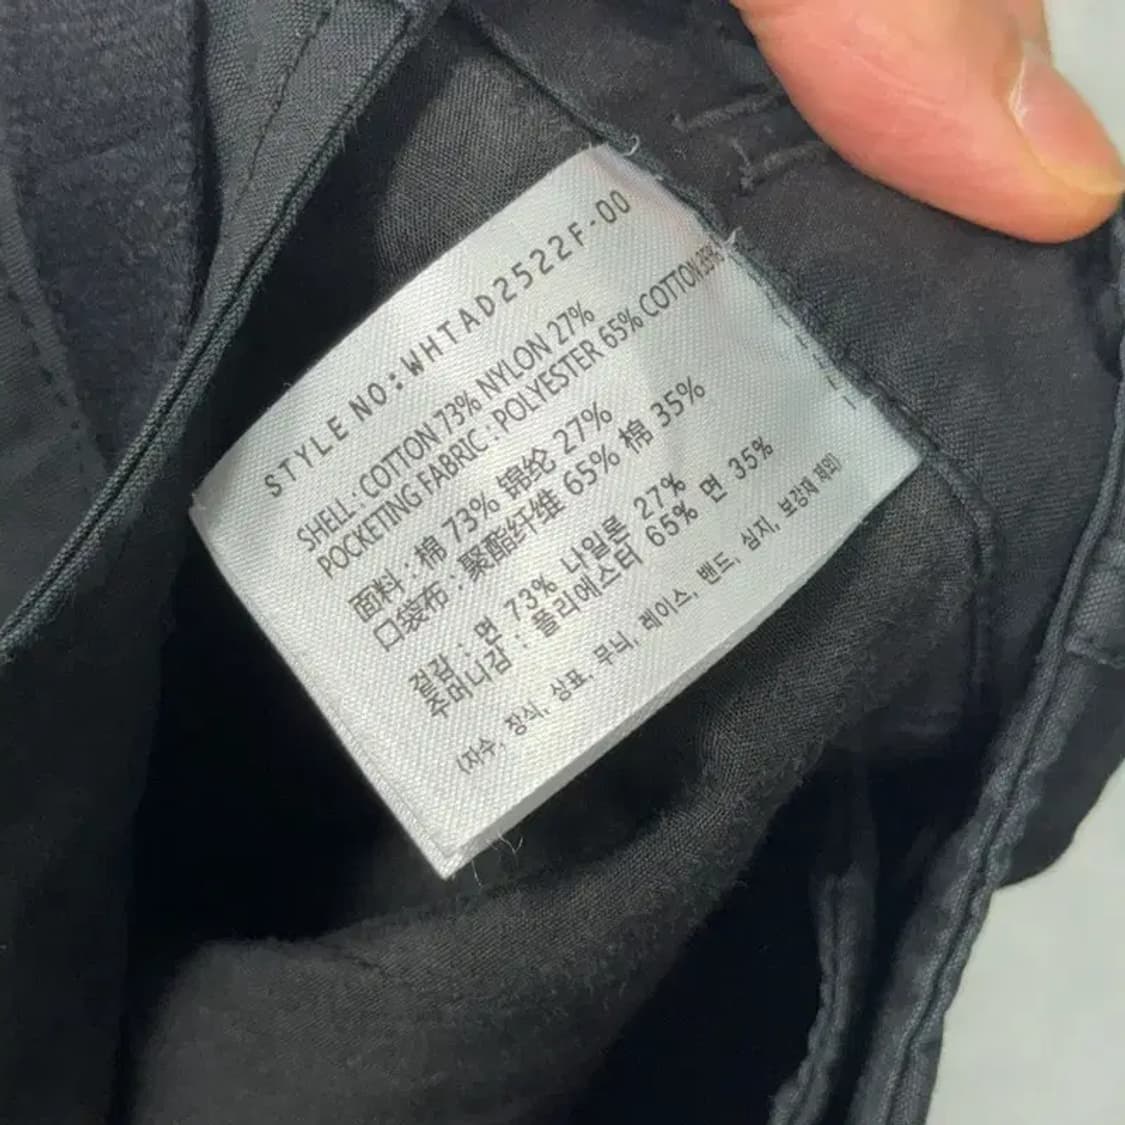 STYLE NO:WHTAD2522F-00
SHELL:COTTON 73% NYLON 27%
POCKETING FABRIC:POLYESTER 65% COTTON 35%
面料:棉 73% 锦纶 27%
口袋布:聚酯纤维 65% 棉 35%
겉감:면 73% 나일론 27%
주머니감:폴리에스터 65% 면 35%
(자수, 장식, 상표, 무늬, 레이스, 밴드, 심지, 보강재 제외)